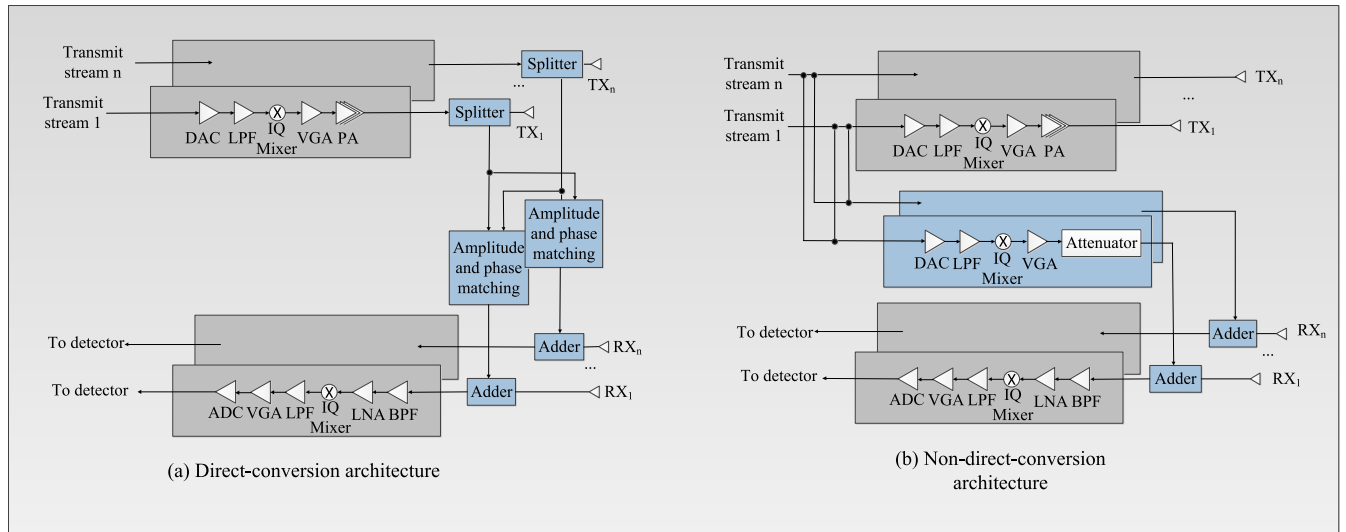 Transmit
stream n
Transmit
stream 1
DAC LPF IQ VGA PA
Mixer
Splitter
...
TXn
Splitter
TX1
Amplitude
and phase
matching
Amplitude
and phase
matching
To detector
Adder
RXn
...
To detector
Adder
RX1
ADC VGA LPF IQ LNA BPF
Mixer
(a) Direct-conversion architecture
Transmit
stream n
Transmit
stream 1
TXn
...
TX1
DAC LPF IQ VGA PA
Mixer
Attenuator
DAC LPF IQ VGA
Mixer
To detector
Adder
RXn
...
To detector
Adder
RX1
ADC VGA LPF IQ LNA BPF
Mixer
(b) Non-direct-conversion
architecture